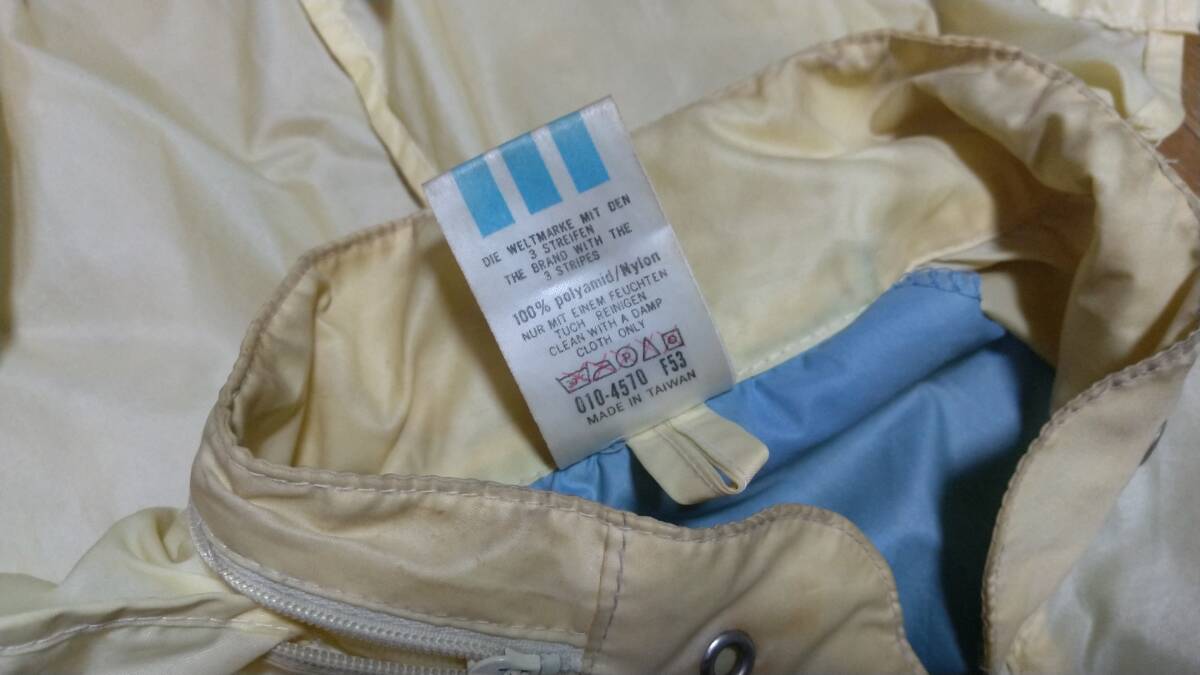 DIE WELTMARKE MIT DEN
3 STREIFEN
THE BRAND WITH THE
3 STRIPES
100% polyamid/Nylon
NUR MIT EINEM FEUCHTEN
TUCH REINIGEN
CLEAN WITH A DAMP
CLOTH ONLY
P
010-4570 F53
MADE IN TAIWAN